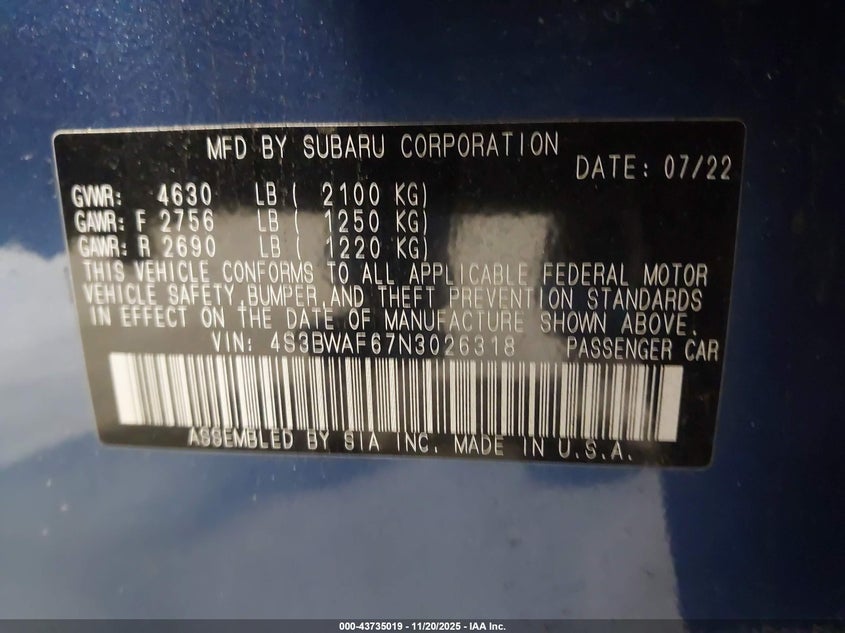 MFD BY SUBARU CORPORATION
DATE: 07/22
GVWR: 4630 LB ( 2100 KG)
GAWR: F 2756 LB ( 1250 KG)
GAWR: R 2690 LB ( 1220 KG)
THIS VEHICLE CONFORMS TO ALL APPLICABLE FEDERAL MOTOR
VEHICLE SAFETY, BUMPER, AND THEFT PREVENTION STANDARDS
IN EFFECT ON THE DATE OF MANUFACTURE SHOWN ABOVE.
VIN: 4S3BWAF67N3026318 PASSENGER CAR
ASSEMBLED BY SIA INC. MADE IN U.S.A.
000-43735019 - 11/20/2025 - IAA Inc.